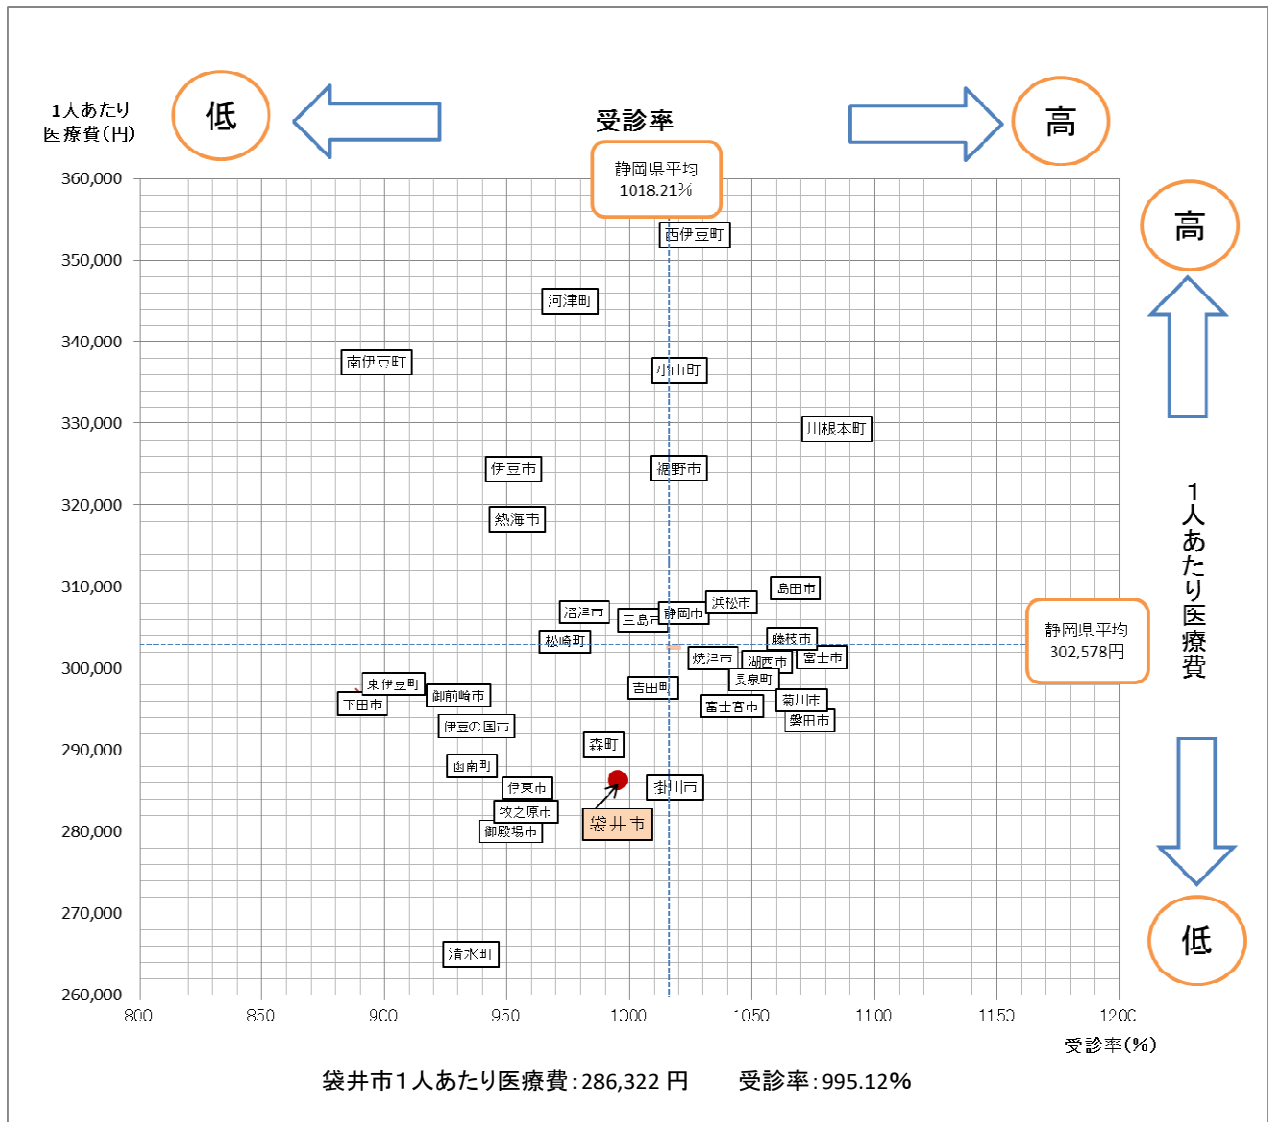 1人あたり
医療費(円)
低
受診率
高
静岡県平均
1018.21%
360,000
350,000
340,000
330,000
320,000
310,000
300,000
290,000
280,000
270,000
260,000
西伊豆町
河津町
南伊豆町
小山町
川根本町
伊豆市
裾野市
熱海市
島田市
浜松市
沼津市
三島市
静岡市
松崎町
藤枝市
焼津市
湖西市
富士市
長泉町
東伊豆町
吉田町
御前崎市
下田市
菊川市
富士宮市
磐田市
伊豆の国市
森町
函南町
伊東市
掛川市
牧之原市
袋井市
御殿場市
清水町
高
1人あたり医療費
静岡県平均
302,578円
低
800
850
900
950
1000
1050
1100
1150
1200
受診率(%)
袋井市1人あたり医療費:286,322 円 受診率:995.12%